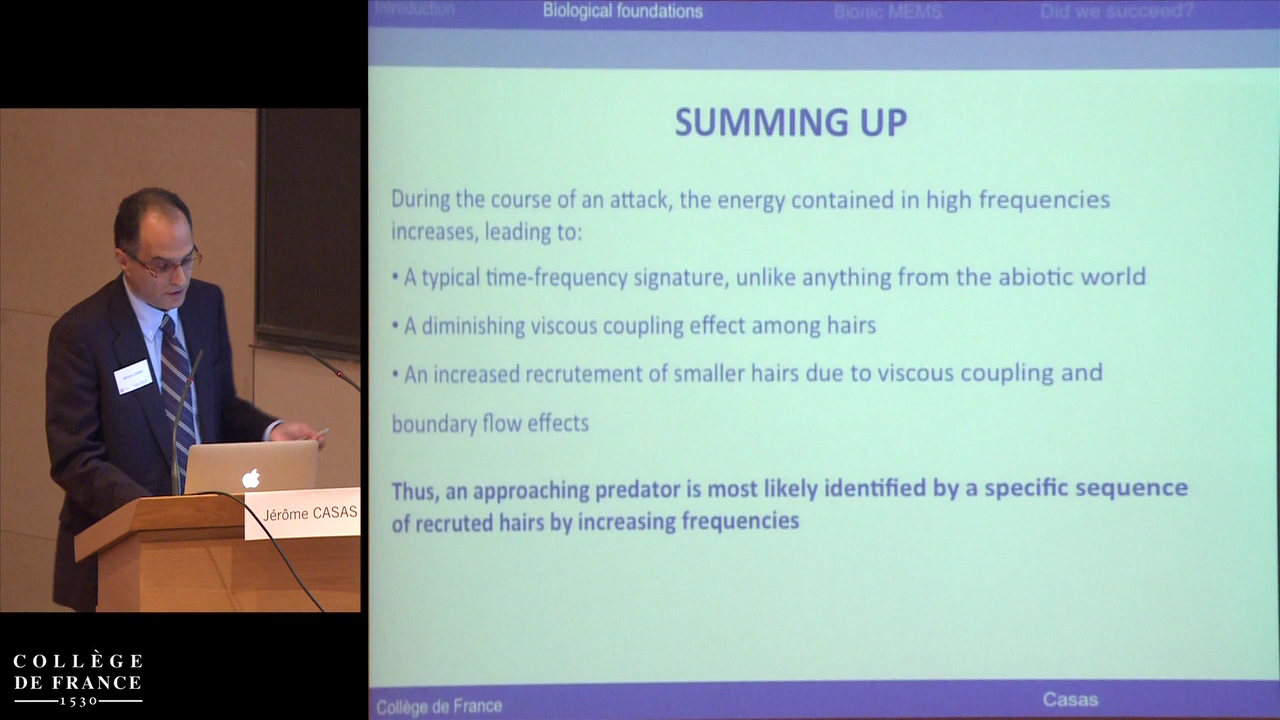 Introduction
Biological foundations
Bionic MEMS
Did we succeed?
SUMMING UP
During the course of an attack, the energy contained in high frequencies
increases, leading to:
• A typical time-frequency signature, unlike anything from the abiotic world
• A diminishing viscous coupling effect among hairs
• An increased recrutement of smaller hairs due to viscous coupling and
boundary flow effects
Thus, an approaching predator is most likely identified by a specific sequence
of recruted hairs by increasing frequencies
Collège de France
Casas
Jérôme CASAS
COLLÈGE
DE FRANCE
1530